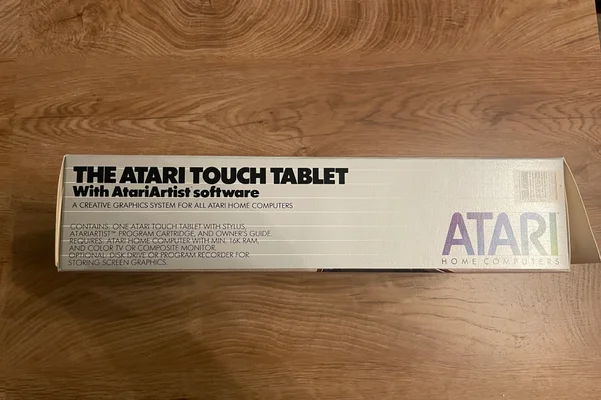 THE ATARI TOUCH TABLET
With AtariArtist software
A CREATIVE GRAPHICS SYSTEM FOR ALL ATARI HOME COMPUTERS
CONTAINS: ONE ATARI TOUCH TABLET WITH STYLUS,
ATARIARTIST™ PROGRAM CARTRIDGE, AND OWNER'S GUIDE.
REQUIRES: ATARI HOME COMPUTER WITH MIN. 16K RAM,
AND COLOR TV OR COMPOSITE MONITOR.
OPTIONAL: DISK DRIVE OR PROGRAM RECORDER FOR
STORING SCREEN GRAPHICS.
ATARI
HOME COMPUTERS